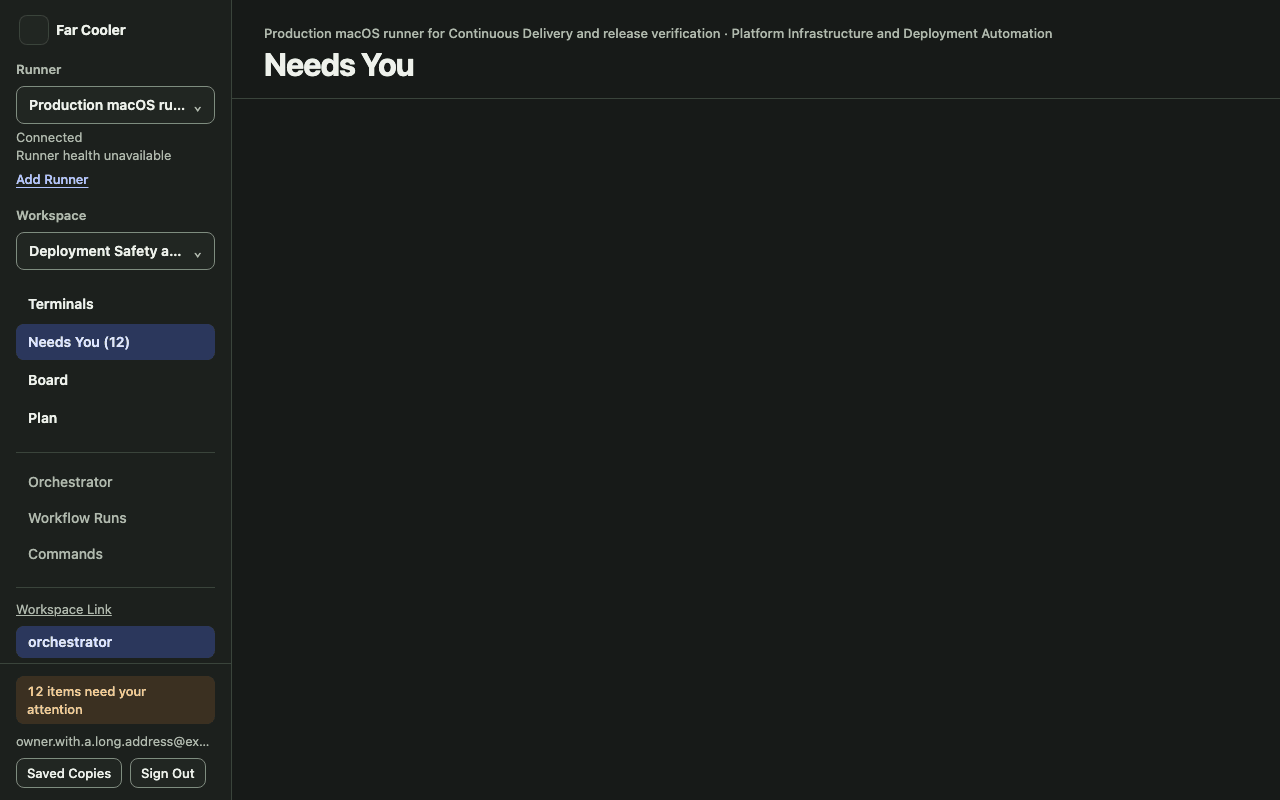 Far Cooler
Runner
Production macOS ru...
Connected
Runner health unavailable
Add Runner
Workspace
Deployment Safety a...
Terminals
Needs You (12)
Board
Plan
Orchestrator
Workflow Runs
Commands
Workspace Link
orchestrator
12 items need your
attention
owner.with.a.long.address@ex...
Saved Copies
Sign Out
Production macOS runner for Continuous Delivery and release verification · Platform Infrastructure and Deployment Automation
Needs You